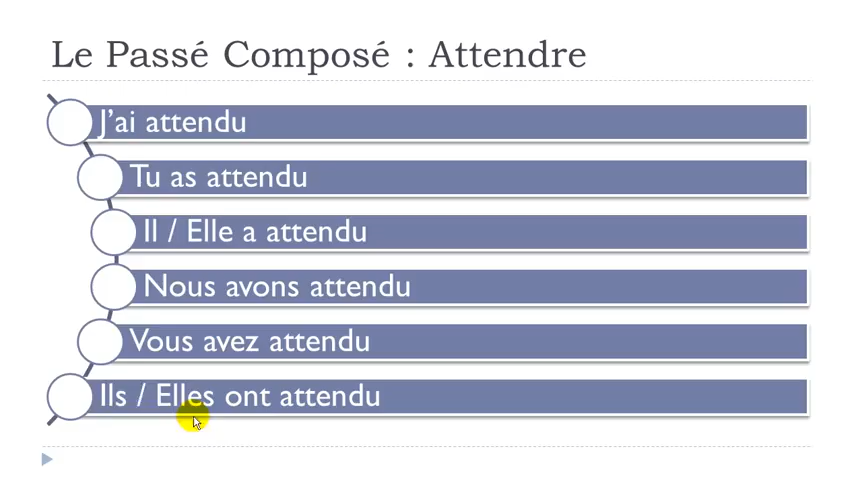 Le Passé Composé : Attendre
J'ai attendu
Tu as attendu
Il / Elle a attendu
Nous avons attendu
Vous avez attendu
Ils / Elles ont attendu